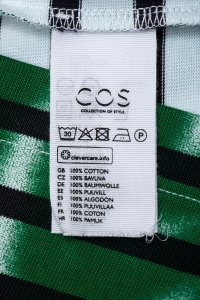 COS
COLLECTION OF STYLE
30
P
clevercare.info
GB 100% COTTON
CZ 100% BAVLNA
DE 100% BAUMWOLLE
EE 100% PUUVILL
ES 100% ALGODÓN
FI 100% PUUVILLAA
FR 100% COTON
HR 100% PAMUK